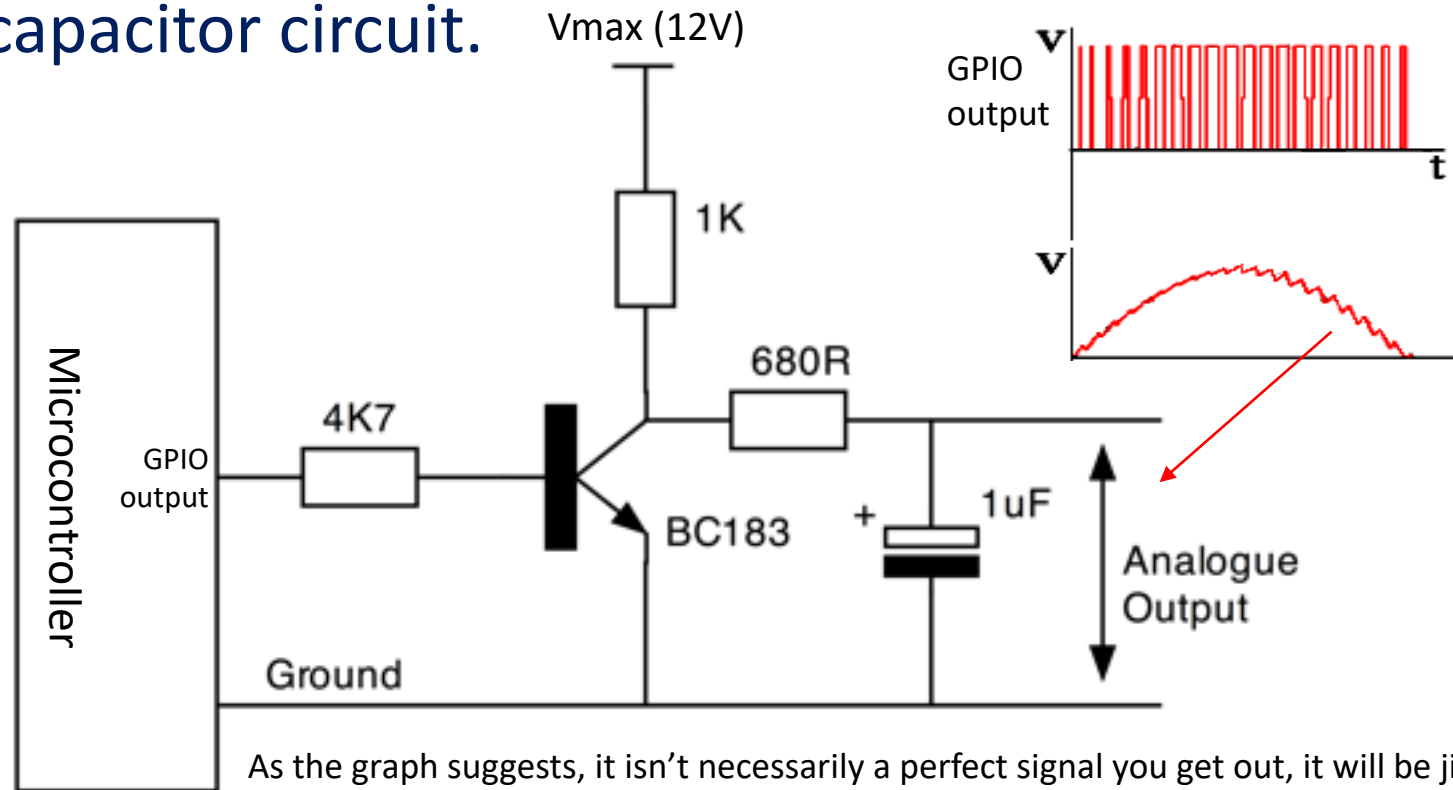 capacitor circuit.
Vmax (12V)
V
GPIO
output
t
V
1K
680R
4K7
Microcontroller
GPIO
output
BC183
+
1uF
Analogue
Output
Ground
As the graph suggests, it isn’t necessarily a perfect signal you get out, it will be